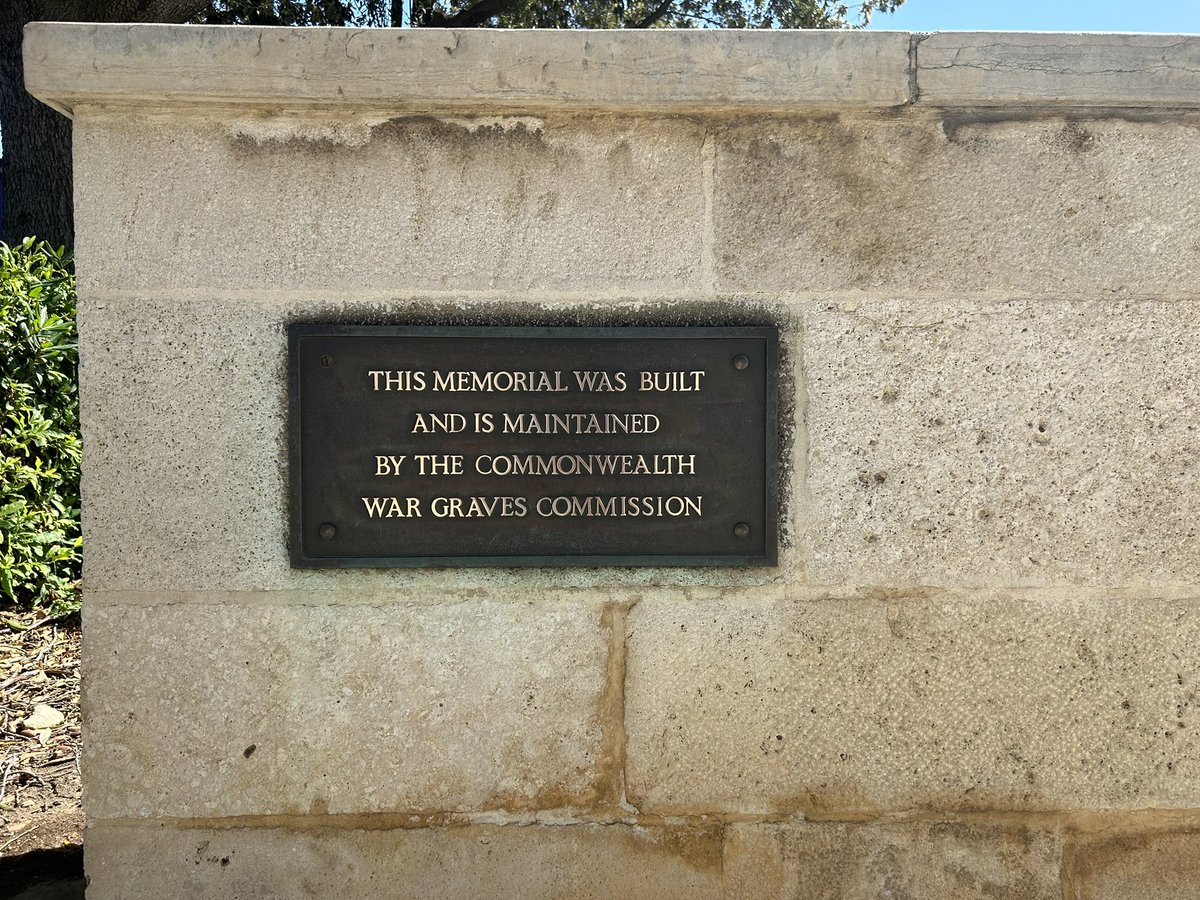 THIS MEMORIAL WAS BUILT
AND IS MAINTAINED
BY THE COMMONWEALTH
WAR GRAVES COMMISSION